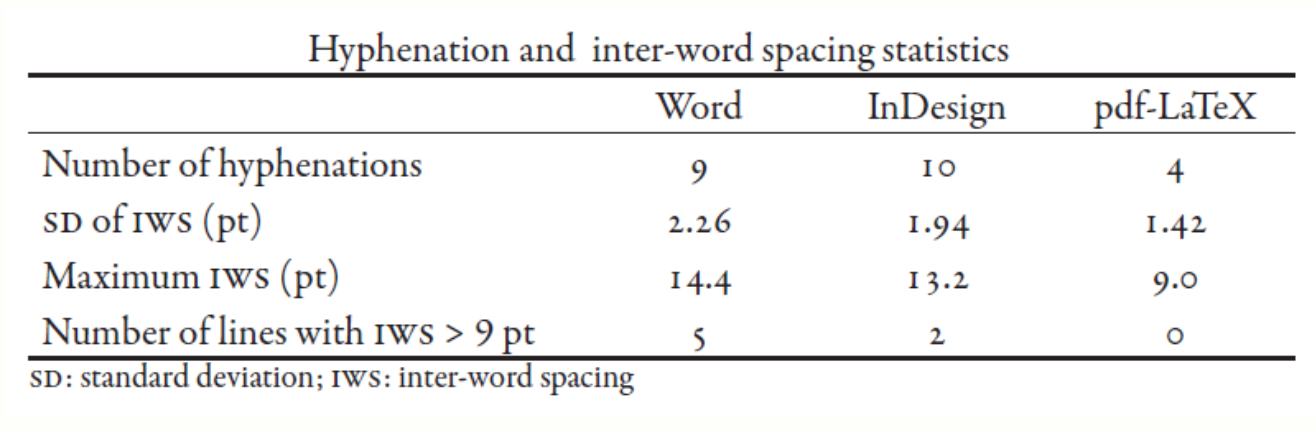 Hyphenation and inter-word spacing statistics
Word InDesign pdf-LaTeX
Number of hyphenations 9 10 4
SD of IWS (pt) 2.26 1.94 1.42
Maximum IWS (pt) 14.4 13.2 9.0
Number of lines with IWS > 9 pt 5 2 0
SD: standard deviation; IWS: inter-word spacing